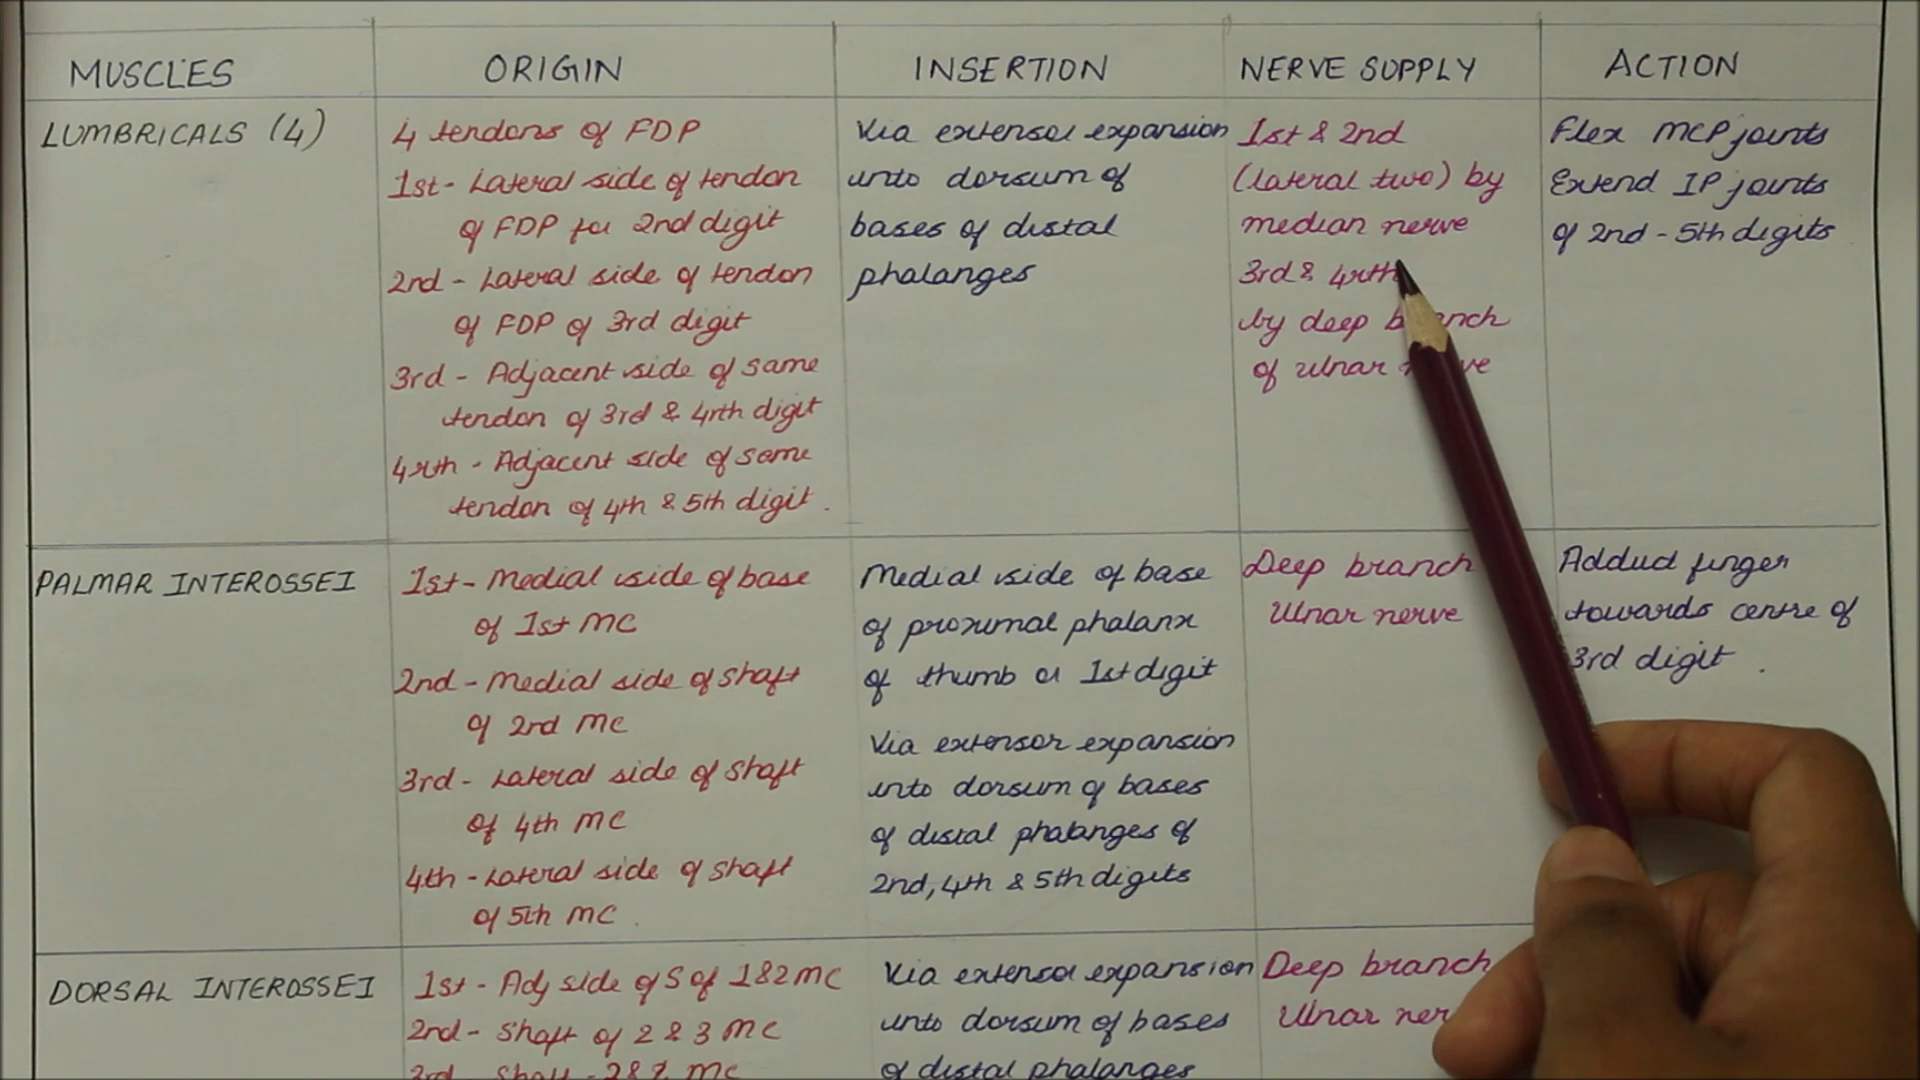 MUSCLES
ORIGIN
INSERTION
NERVE SUPPLY
ACTION
LUMBRICALS (4)
4 tendons of FDP
1st - Lateral side of tendon
of FDP for 2nd digit
2nd - Lateral side of tendon
of FDP of 3rd digit
3rd - Adjacent side of same
tendon of 3rd & 4rth digit
4rth - Adjacent side of same
tendon of 4th & 5th digit.
Via extensor expansion
unto dorsum of
bases of distal
phalanges
1st & 2nd
(lateral two) by
median nerve
3rd & 4rth
by deep branch
of ulnar
Flex MCP joints
Extend IP joints
of 2nd - 5th digits
PALMAR INTEROSSEI
1st - Medial side of base
of 1st MC
2nd - Medial side of shaft
of 2nd MC
3rd - Lateral side of shaft
of 4th MC
4th - Lateral side of shaft
of 5th MC.
Medial side of base
of proximal phalanx
of thumb or 1st digit
Via extensor expansion
into dorsum of bases
of distal phalanges of
2nd, 4th & 5th digits
Deep branch
Ulnar nerve
Adduct finger
towards centre of
3rd digit.
DORSAL INTEROSSEI
1st - Adj side of S of 1&2 MC
2nd - Shaft of 2 & 3 MC
3rd - Shaft MC
Via extensor expansion
unto dorsum of bases
of distal phalanges
Deep branch
Ulnar